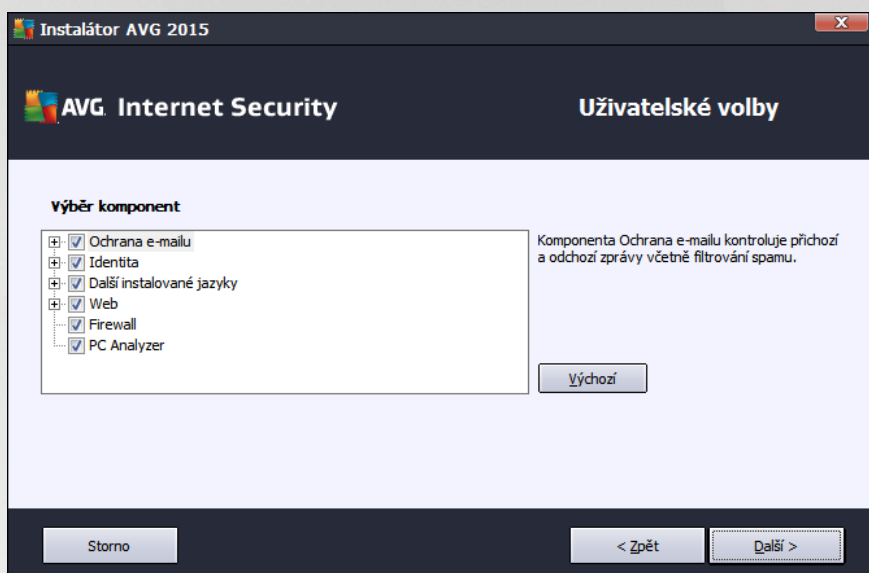 Instalátor AVG 2015
X
AVG. Internet Security
Uživatelské volby
Výběr komponent
Ochrana e-mailu
Identita
Další instalované jazyky
Web
Firewall
PC Analyzer
Komponenta Ochrana e-mailu kontroluje příchozí
a odchozí zprávy včetně filtrování spamu.
Výchozí
Storno
< Zpět
Další >